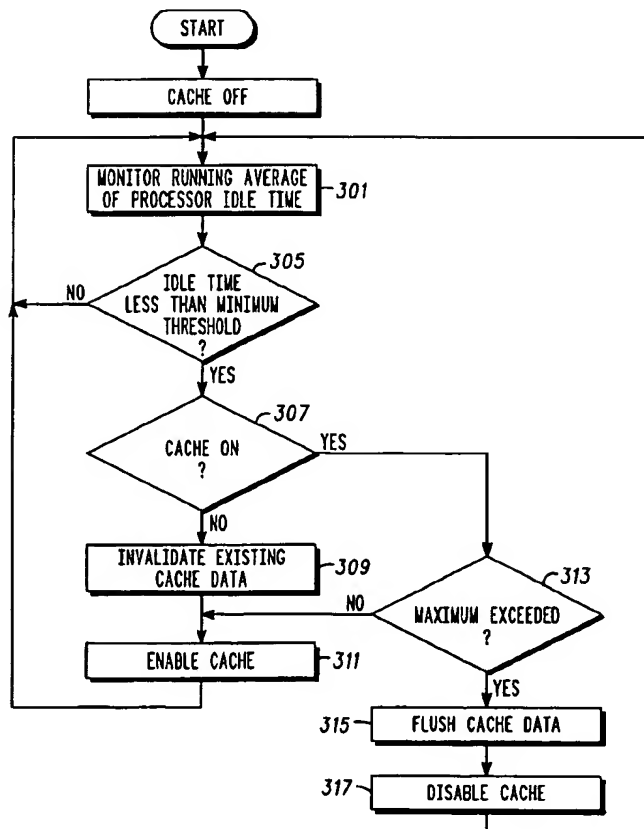 START
CACHE OFF
MONITOR RUNNING AVERAGE
OF PROCESSOR IDLE TIME
301
305
IDLE TIME
LESS THAN MINIMUM
THRESHOLD
?
NO
YES
307
CACHE ON
?
YES
NO
INVALIDATE EXISTING
CACHE DATA
309
313
MAXIMUM EXCEEDED
?
NO
ENABLE CACHE
311
YES
315
FLUSH CACHE DATA
317
DISABLE CACHE